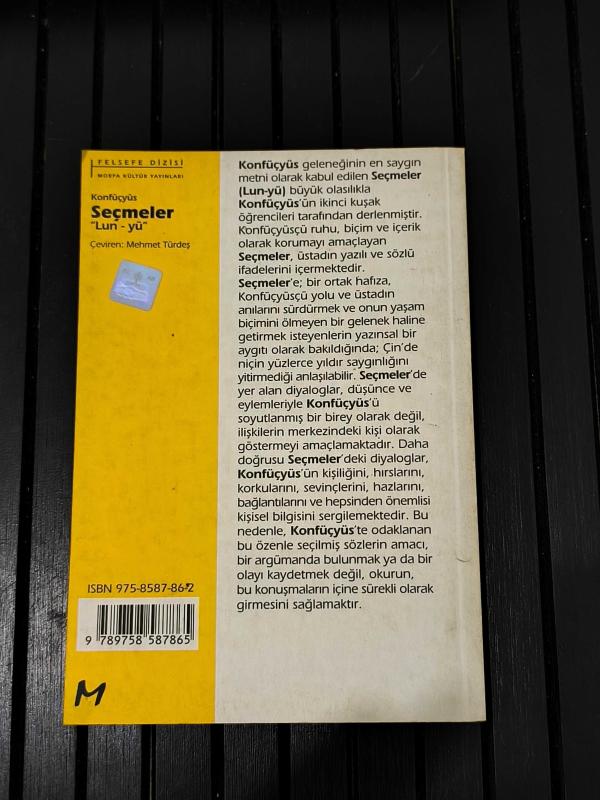 FELSEFE DİZİSİ
MORPA KÜLTÜR YAYINLARI
Konfüçyüs
Seçmeler
"Lun - yü"
Çeviren: Mehmet Türdeş
Konfüçyüs geleneğinin en saygın
metni olarak kabul edilen Seçmeler
(Lun-yü) büyük olasılıkla
Konfüçyüs'ün ikinci kuşak
öğrencileri tarafından derlenmiştir.
Konfüçyüsçü ruhu, biçim ve içerik
olarak korumayı amaçlayan
Seçmeler, üstadın yazılı ve sözlü
ifadelerini içermektedir.
Seçmeler'e; bir ortak hafıza,
Konfüçyüsçü yolu ve üstadın
anılarını sürdürmek ve onun yaşam
biçimini ölmeyen bir gelenek haline
getirmek isteyenlerin yazınsal bir
aygıtı olarak bakıldığında; Çin'de
niçin yüzlerce yıldır saygınlığını
yitirmediği anlaşılabilir. Seçmeler'de
yer alan diyaloglar, düşünce ve
eylemleriyle Konfüçyüs'ü
soyutlanmış bir birey olarak değil,
ilişkilerin merkezindeki kişi olarak
göstermeyi amaçlamaktadır. Daha
doğrusu Seçmeler'deki diyaloglar,
Konfüçyüs'ün kişiliğini, hırslarını,
korkularını, sevinçlerini, hazlarını,
bağlantılarını ve hepsinden önemlisi
kişisel bilgisini sergilemektedir. Bu
nedenle, Konfüçyüs'te odaklanan
bu özenle seçilmiş sözlerin amacı,
bir argümanda bulunmak ya da bir
olayı kaydetmek değil, okurun,
bu konuşmaların içine sürekli olarak
girmesini sağlamaktır.
ISBN 975-8587-86-2
9 789758 587865
M